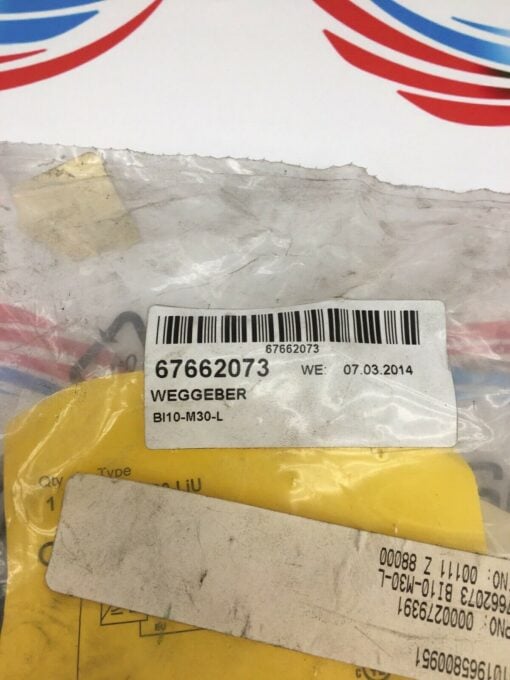 67662073
67662073 WE: 07.03.2014
WEGGEBER
BI10-M30-L
Qty Type
1 LiU
NO: 00111 Z 88000
7662073 BI10-M30-L
PNO: 0000279391
1019658000951